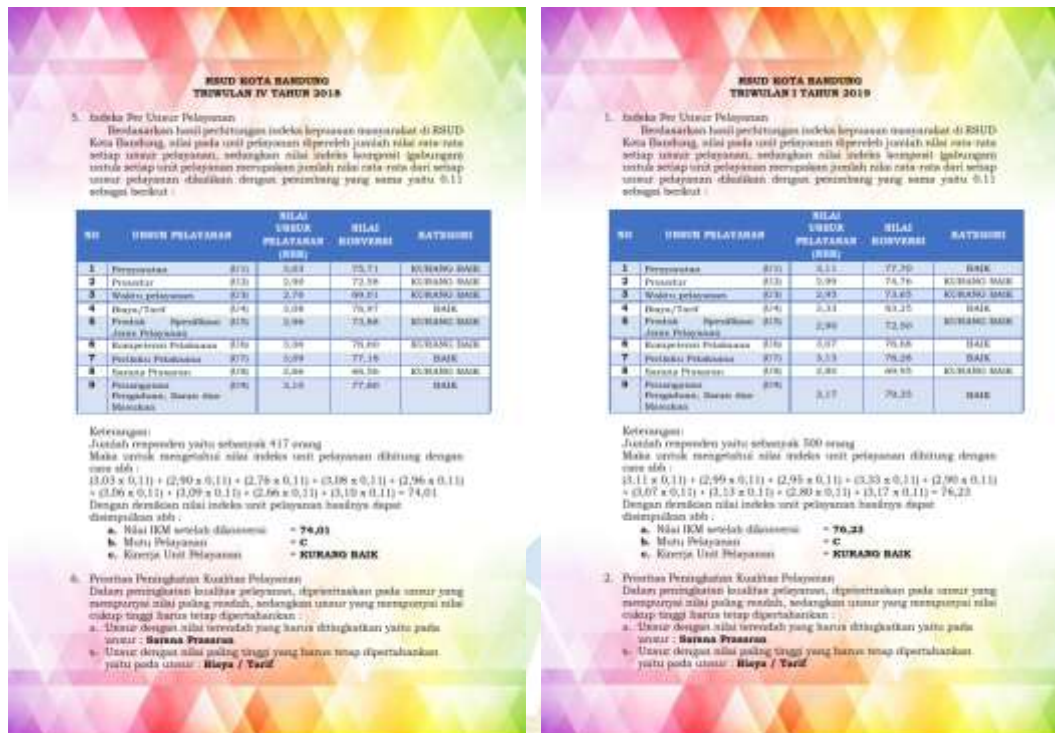 RSUD KOTA BANDUNG
TRIWULAN IV TAHUN 2018
5. Indeks Per Unsur Pelayanan
Berdasarkan hasil perhitungan indeks kepuasan masyarakat di RSUD
Kota Bandung, nilai pada unit pelayanan diperoleh jumlah nilai rata-rata
setiap unsur pelayanan, sedangkan nilai indeks komposit (gabungan)
untuk setiap unit pelayanan merupakan jumlah nilai rata-rata dari setiap
unsur pelayanan dikalikan dengan penimbang yang sama yaitu 0.11
sebagai berikut :
NO UNSUR PELAYANAN NILAI UNSUR PELAYANAN (NRR) NILAI KONVERSI KATEGORI
1 Persyaratan (U1) 3,03 75,71 KURANG BAIK
2 Prosedur (U2) 2,90 KURANG BAIK
3 Waktu pelayanan (U3) 2,76 KURANG BAIK
4 Biaya/Tarif (U4) 3,08 BAIK
5 Produk Spesifikasi (U5) 2,96 KURANG BAIK
Jenis Pelayanan
6 Kompetensi Pelaksana (U6) 3,06 KURANG BAIK
7 Perilaku Pelaksana (U7) 3,09 77,18 BAIK
8 Sarana Prasarana (U8) 2,66 KURANG BAIK
9 Penanganan (U9) 3,10 BAIK
Pengaduan, Saran dan
Masukan
Keterangan:
Jumlah responden yaitu sebanyak 417 orang
Maka untuk mengetahui nilai indeks unit pelayanan dihitung dengan
cara sbb :
(3,03 x 0,11) + (2,90 x 0,11) + (2,76 x 0,11) + (3,08 x 0,11) + (2,96 x 0,11)
+ (3,06 x 0,11) + (3,09 x 0,11) + (2,66 x 0,11) + (3,10 x 0,11) = 74,01
Dengan demikian nilai indeks unit pelayanan hasilnya dapat
disimpulkan sbb .
a. Nilai IKM setelah dikonversi = 74,01
b. Mutu Pelayanan = C
c. Kinerja Unit Pelayanan = KURANG BAIK
6. Prioritas Peningkatan Kualitas Pelayanan
Dalam peningkatan kualitas pelayanan, diprioritaskan pada unsur yang
mempunyai nilai paling rendah, sedangkan unsur yang mempunyai nilai
cukup tinggi harus tetap dipertahankan :
a. Unsur dengan nilai terendah yang harus ditingkatkan yaitu pada
unsur : Sarana Prasaran
b. Unsur dengan nilai paling tinggi yang harus tetap dipertahankan
yaitu pada unsur : Biaya / Tarif
RSUD KOTA BANDUNG
TRIWULAN I TAHUN 2019
1. Indeks Per Unsur Pelayanan
Berdasarkan hasil perhitungan indeks kepuasan masyarakat di RSUD
Kota Bandung, nilai pada unit pelayanan diperoleh jumlah nilai rata-rata
setiap unsur pelayanan, sedangkan nilai indeks komposit (gabungan)
untuk setiap unit pelayanan merupakan jumlah nilai rata-rata dari setiap
unsur pelayanan dikalikan dengan penimbang yang sama yaitu 0.11
sebagai berikut :
NO UNSUR PELAYANAN NILAI UNSUR PELAYANAN (NRR) NILAI KONVERSI KATEGORI
1 Persyaratan (U1) 3,11 77,70 BAIK
2 Prosedur (U2) 2,99 74,76 KURANG BAIK
3 Waktu pelayanan (U3) 2,95 73,65 KURANG BAIK
4 Biaya/Tarif (U4) 3,33 83,25 BAIK
5 Produk Spesifikasi (U5) 2,90 72,50 KURANG BAIK
Jenis Pelayanan
6 Kompetensi Pelaksana (U6) 3,07 BAIK
7 Perilaku Pelaksana (U7) 3,13 BAIK
8 Sarana Prasarana (U8) 2,80 KURANG BAIK
9 Penanganan (U9) 3,17 BAIK
Pengaduan, Saran dan
Masukan
Keterangan:
Jumlah responden yaitu sebanyak 500 orang
Maka untuk mengetahui nilai indeks unit pelayanan dihitung dengan
cara sbb :
(3,11 x 0,11) + (2,99 x 0,11) + (2,95 x 0,11) + (3,33 x 0,11) + (2,90 x 0,11)
+ (3,07 x 0,11) + (3,13 x 0,11) + (2,80 x 0,11) + (3,17 x 0,11) = 76,23
Dengan demikian nilai indeks unit pelayanan hasilnya dapat
disimpulkan sbb .
a. Nilai IKM setelah dikonversi = 76,23
b. Mutu Pelayanan = C
c. Kinerja Unit Pelayanan = KURANG BAIK
2. Prioritas Peningkatan Kualitas Pelayanan
Dalam peningkatan kualitas pelayanan, diprioritaskan pada unsur yang
mempunyai nilai paling rendah, sedangkan unsur yang mempunyai nilai
cukup tinggi harus tetap dipertahankan :
a. Unsur dengan nilai terendah yang harus ditingkatkan yaitu pada
unsur : Sarana Prasaran
b. Unsur dengan nilai paling tinggi yang harus tetap dipertahankan
yaitu pada unsur : Biaya / Tarif